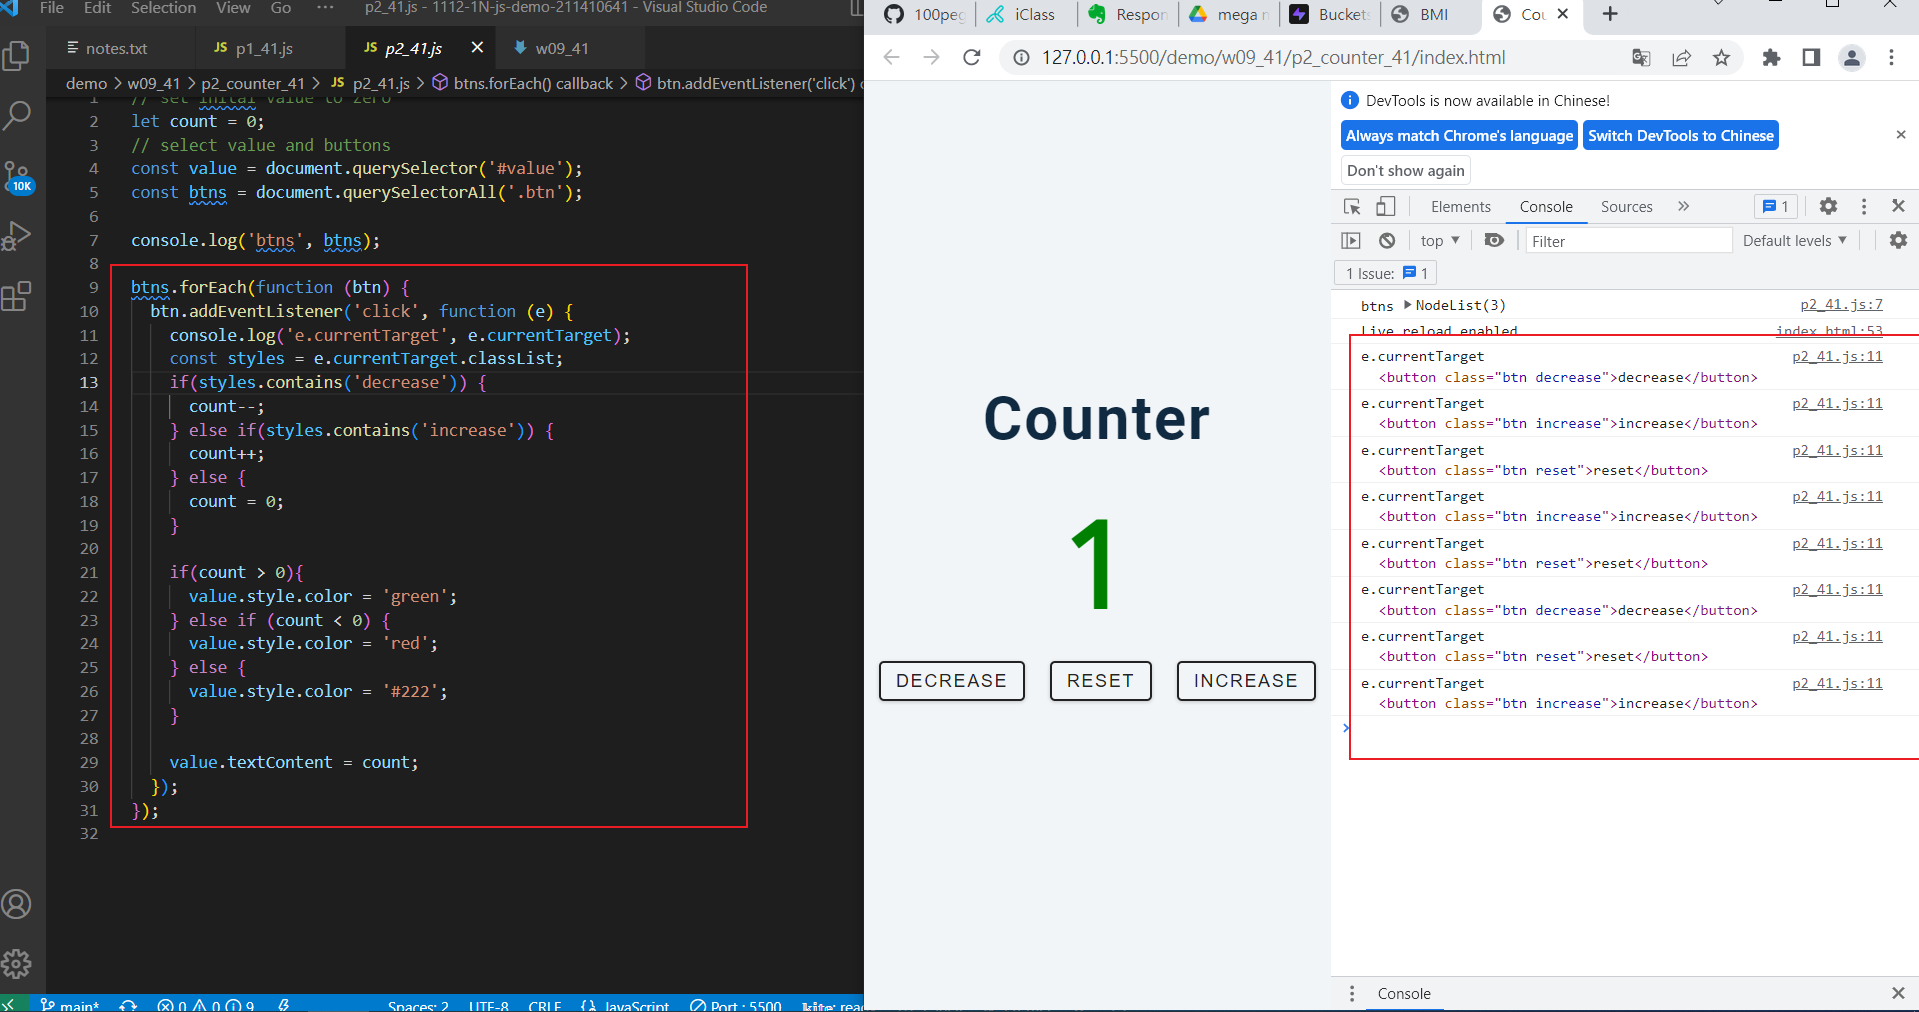 File Edit Selection View Go ··· p2_41.js - 1112-1N-js-demo-211410641 - Visual Studio Code
notes.txt JS p1_41.js JS p2_41.js w09_41
demo > w09_41 > p2_counter_41 > JS p2_41.js > btns.forEach() callback > btn.addEventListener('click')
10K
1 // set inital value to zero
2 let count = 0;
3 // select value and buttons
4 const value = document.querySelector('#value');
5 const btns = document.querySelectorAll('.btn');
6
7 console.log('btns', btns);
8
9 btns.forEach(function (btn) {
10 btn.addEventListener('click', function (e) {
11 console.log('e.currentTarget', e.currentTarget);
12 const styles = e.currentTarget.classList;
13 if(styles.contains('decrease')) {
14 count--;
15 } else if(styles.contains('increase')) {
16 count++;
17 } else {
18 count = 0;
19 }
20
21 if(count > 0){
22 value.style.color = 'green';
23 } else if (count < 0) {
24 value.style.color = 'red';
25 } else {
26 value.style.color = '#222';
27 }
28
29 value.textContent = count;
30 });
31 });
32
main* 0 0 9 Spaces: 2 UTF-8 CRLF {} JavaScript Port : 5500 kite: rea
100peg iClass Respon mega Bucket BMI Cou
127.0.0.1:5500/demo/w09_41/p2_counter_41/index.html
Counter
1
DECREASE RESET INCREASE
DevTools is now available in Chinese!
Always match Chrome's language Switch DevTools to Chinese
Don't show again
Elements Console Sources » 1
top Filter Default levels
1 Issue: 1
btns ▶NodeList(3) p2_41.js:7
Live reload enabled. index.html:53
e.currentTarget p2_41.js:11
<button class="btn decrease">decrease</button>
e.currentTarget p2_41.js:11
<button class="btn increase">increase</button>
e.currentTarget p2_41.js:11
<button class="btn reset">reset</button>
e.currentTarget p2_41.js:11
<button class="btn increase">increase</button>
e.currentTarget p2_41.js:11
<button class="btn reset">reset</button>
e.currentTarget p2_41.js:11
<button class="btn decrease">decrease</button>
e.currentTarget p2_41.js:11
<button class="btn reset">reset</button>
e.currentTarget p2_41.js:11
<button class="btn increase">increase</button>
Console